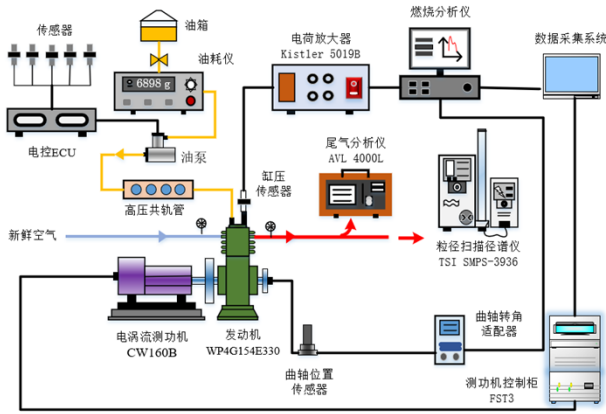 传感器
油箱
油耗仪
6898 g
电控ECU
油泵
高压共轨管
电荷放大器
Kistler 5019B
燃烧分析仪
数据采集系统
缸压
传感器
尾气分析仪
AVL 4000L
新鲜空气
粒径扫描径谱仪
TSI SMPS-3936
电涡流测功机
CW160B
发动机
WP4G154E330
曲轴位置
传感器
曲轴转角
适配器
测功机控制柜
FST3